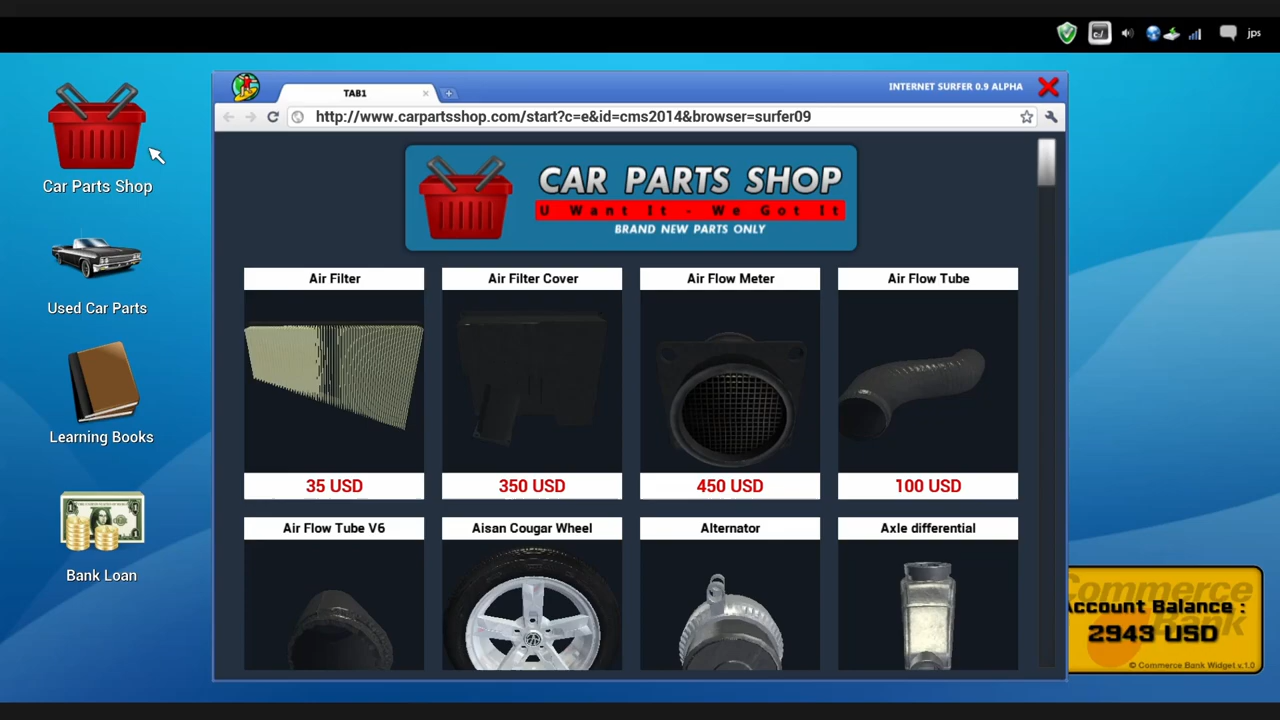 c:/
jps
TAB1
INTERNET SURFER 0.9 ALPHA
http://www.carpartsshop.com/start?c=e&id=cms2014&browser=surfer09
Car Parts Shop
Used Car Parts
Learning Books
Bank Loan
CAR PARTS SHOP
U Want It - We Got It
BRAND NEW PARTS ONLY
Air Filter
Air Filter Cover
Air Flow Meter
Air Flow Tube
35 USD
350 USD
450 USD
100 USD
Air Flow Tube V6
Aisan Cougar Wheel
Alternator
Axle differential
Commerce
Bank
Account Balance :
2943 USD
© Commerce Bank Widget v.1.0